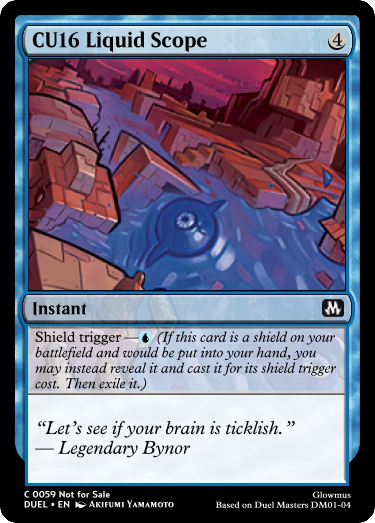 CU16 Liquid Scope 4
Instant
Shield trigger — (If this card is a shield on your
battlefield and would be put into your hand, you
may instead reveal it and cast it for its shield trigger
cost. Then exile it.)
“Let’s see if your brain is ticklish.”
— Legendary Bynor
C 0059 Not for Sale
DUEL • EN Akifumi Yamamoto
Glowmus
Based on Duel Masters DM01-04